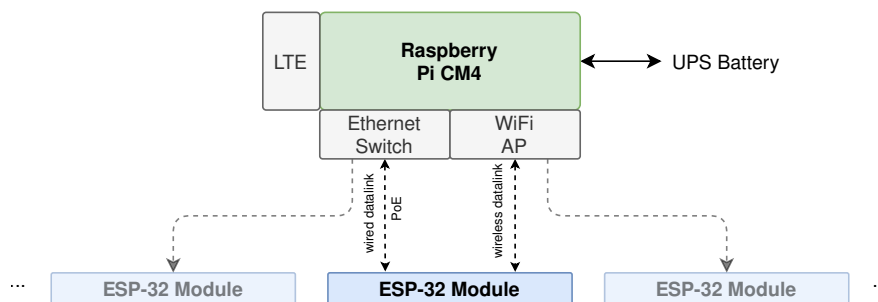 LTE
Raspberry
Pi CM4
UPS Battery
Ethernet
Switch
WiFi
AP
wired datalink
PoE
wireless datalink
...
ESP-32 Module
ESP-32 Module
ESP-32 Module
.